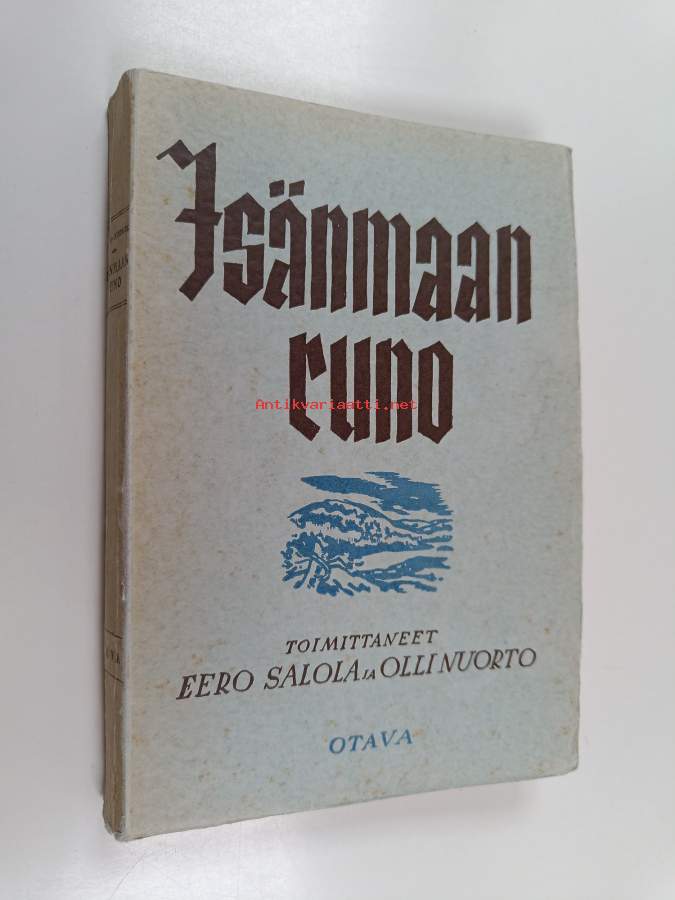 Isänmaan
runo
Antikvariaatti.net
TOIMITTANEET
EERO SALOLA JA OLLI NUORTO
OTAVA